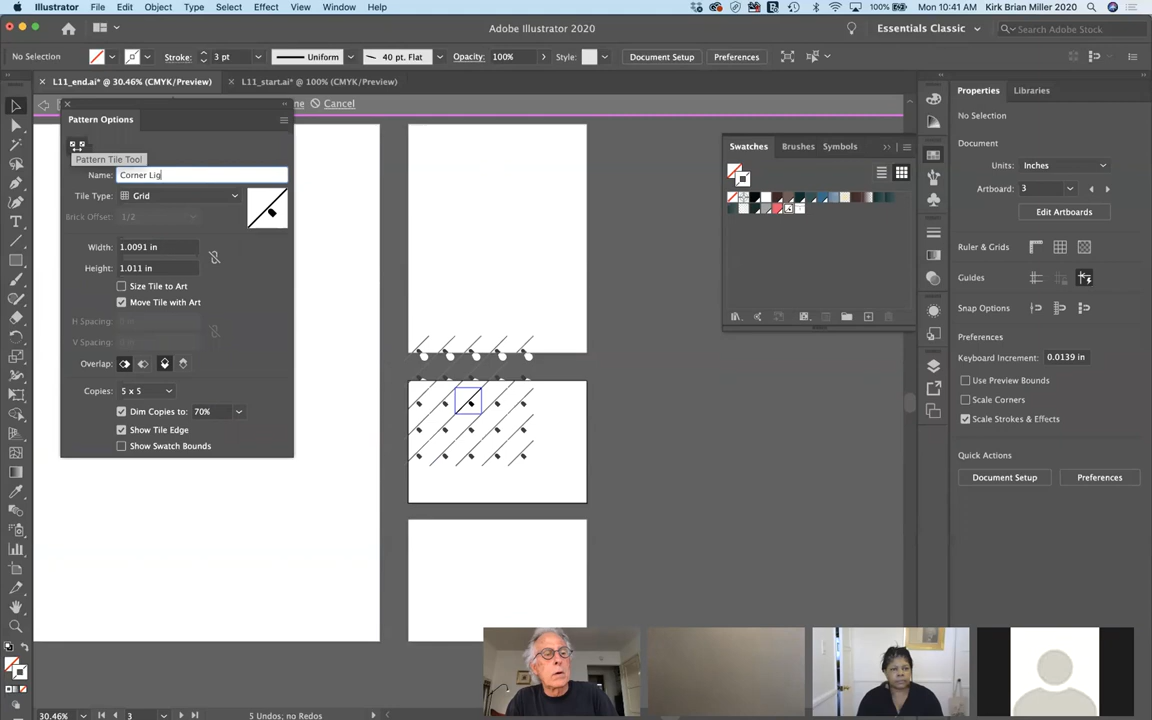 Illustrator File Edit Object Type Select Effect View Window Help 100% Mon 10:41 AM Kirk Brian Miller 2020
Adobe Illustrator 2020 Essentials Classic Search Adobe Stock
No Selection Stroke: 3 pt Uniform 40 pt. Flat Opacity: 100% Style: Document Setup Preferences
L11_end.ai* @ 30.46% (CMYK/Preview) L11_start.ai* @ 100% (CMYK/Preview)
Cancel
Pattern Options
Pattern Tile Tool
Name: Corner Lig
Tile Type: Grid
Brick Offset: 1/2
Width: 1.0091 in
Height: 1.011 in
Size Tile to Art
Move Tile with Art
H Spacing:
V Spacing:
Overlap:
Copies: 5 x 5
Dim Copies to: 70%
Show Tile Edge
Show Swatch Bounds
Swatches Brushes Symbols
Properties Libraries
No Selection
Document
Units: Inches
Artboard: 3
Edit Artboards
Ruler & Grids
Guides
Snap Options
Preferences
Keyboard Increment: 0.0139 in
Use Preview Bounds
Scale Corners
Scale Strokes & Effects
Quick Actions
Document Setup Preferences
30.46% 3 5 Undos; no Redos